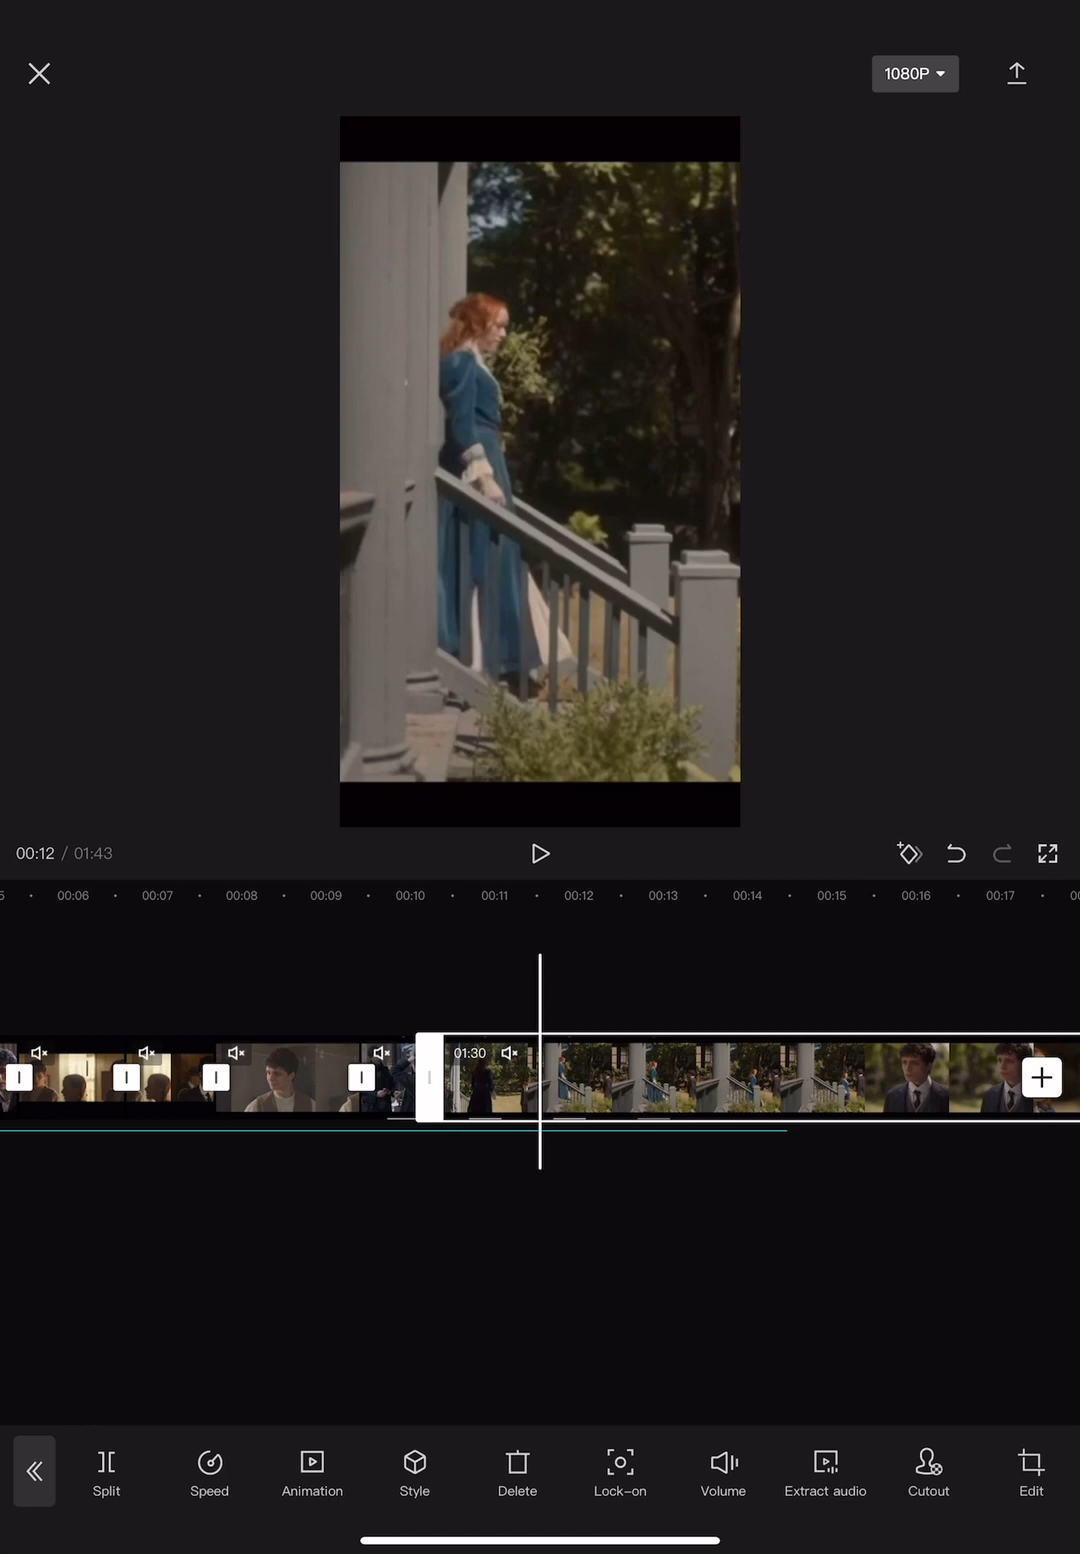 1080P
00:12 / 01:43
00:06 00:07 00:08 00:09 00:10 00:11 00:12 00:13 00:14 00:15 00:16 00:17
01:30
Split Speed Animation Style Delete Lock-on Volume Extract audio Cutout Edit